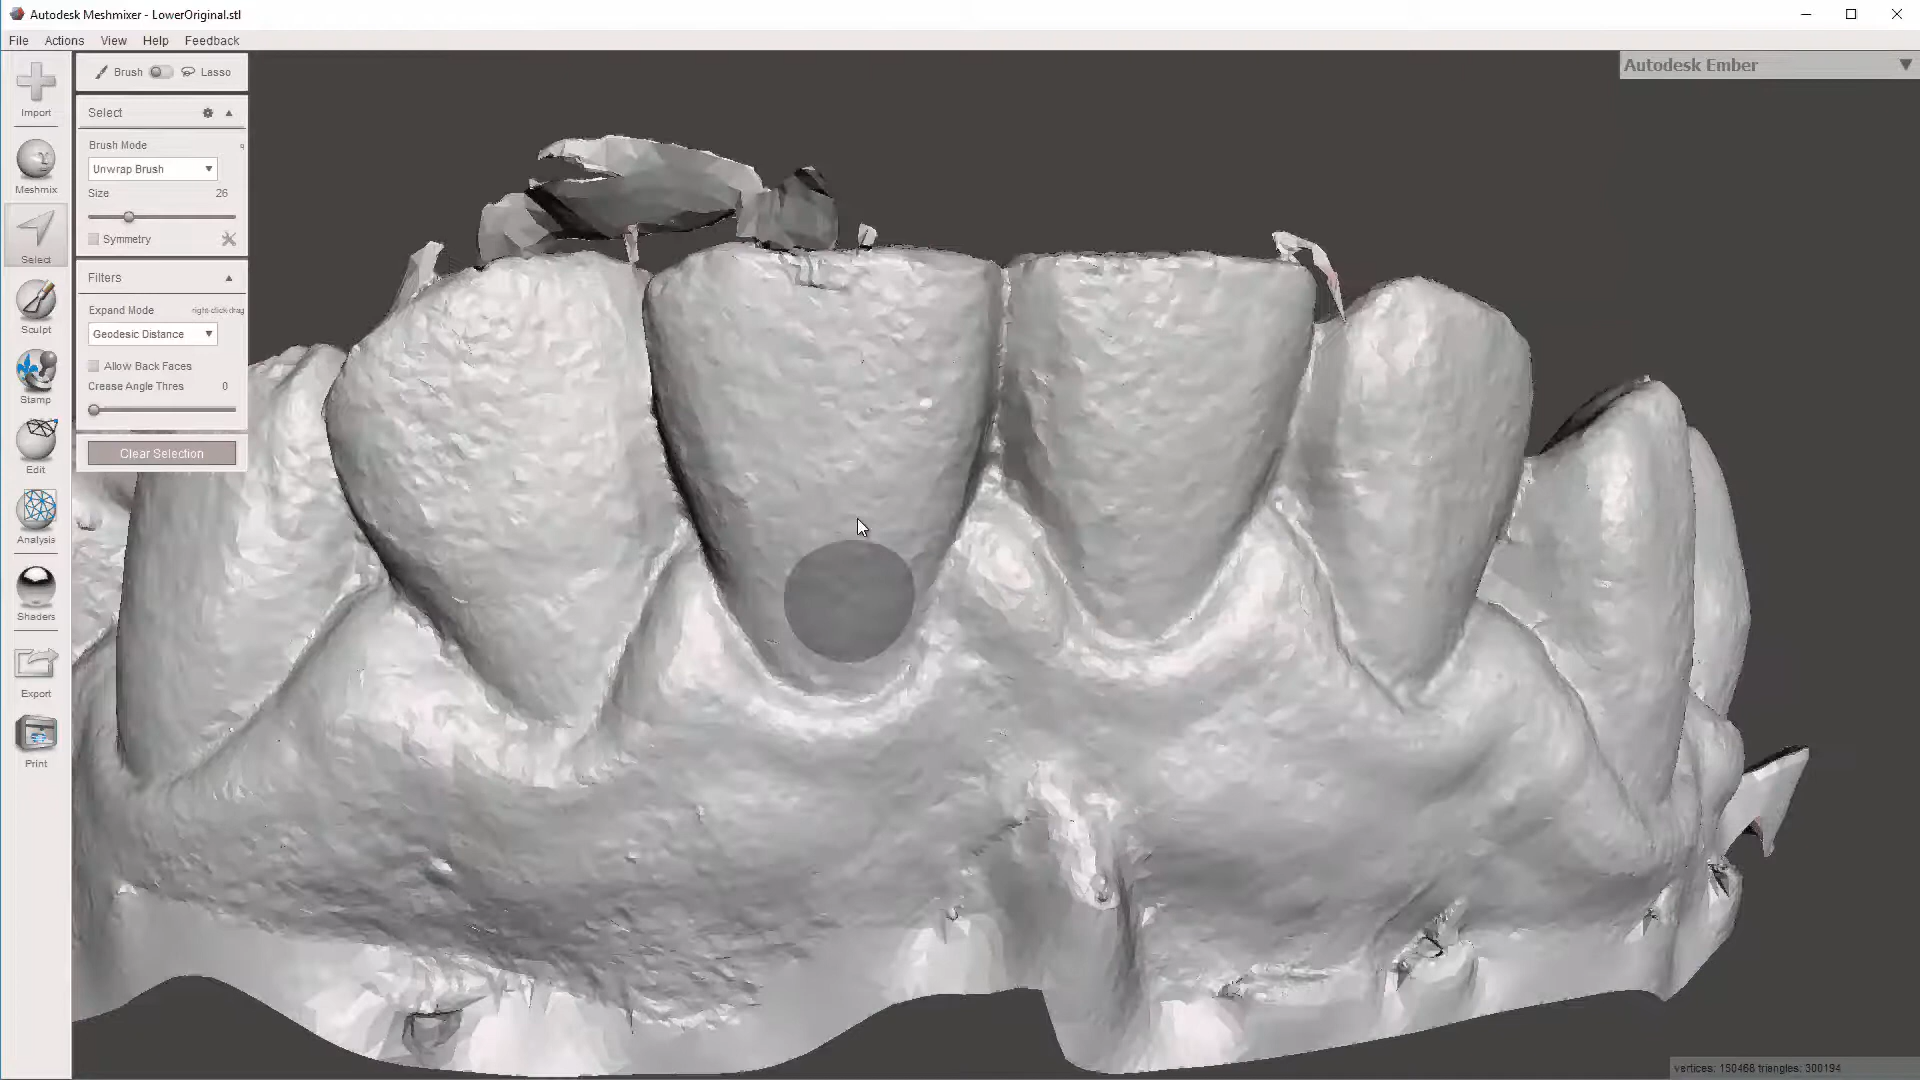 Autodesk Meshmixer - LowerOriginal.stl
File Actions View Help Feedback
Import
Meshmix
Select
Sculpt
Stamp
Edit
Analysis
Shaders
Export
Print
Brush Lasso
Select
Brush Mode
Unwrap Brush
Size 26
Symmetry
Filters
Expand Mode right-click-drag
Geodesic Distance
Allow Back Faces
Crease Angle Thres 0
Clear Selection
Autodesk Ember
vertices: 150468 triangles: 300194